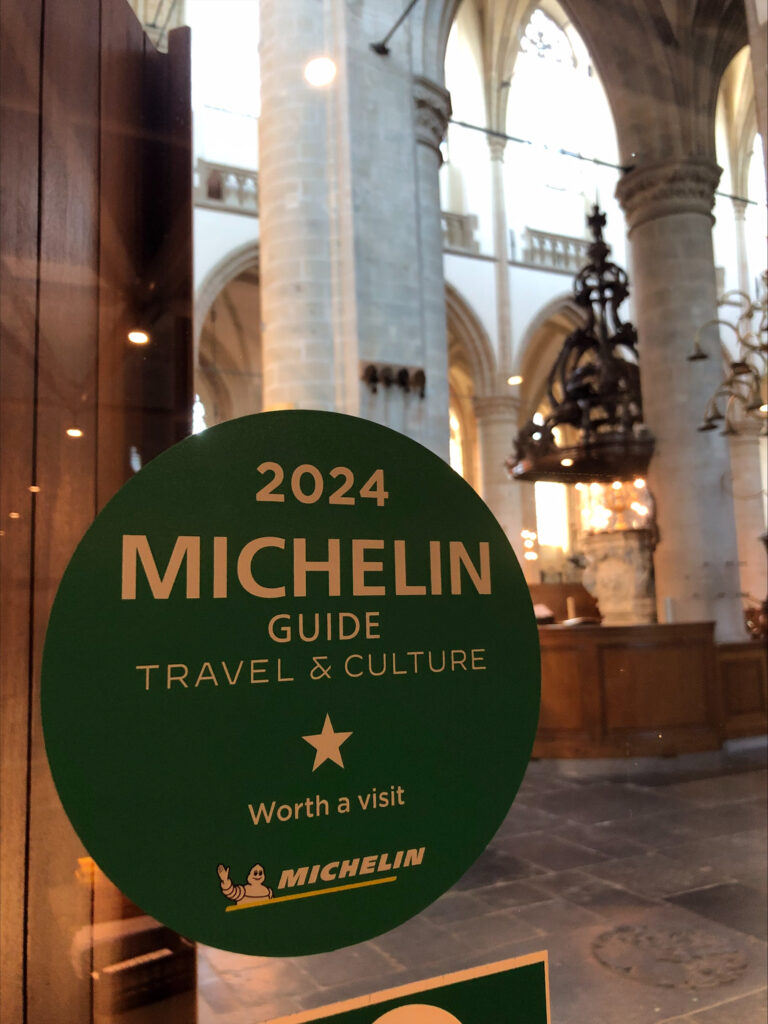 2024
MICHELIN
GUIDE
TRAVEL & CULTURE
Worth a visit
MICHELIN